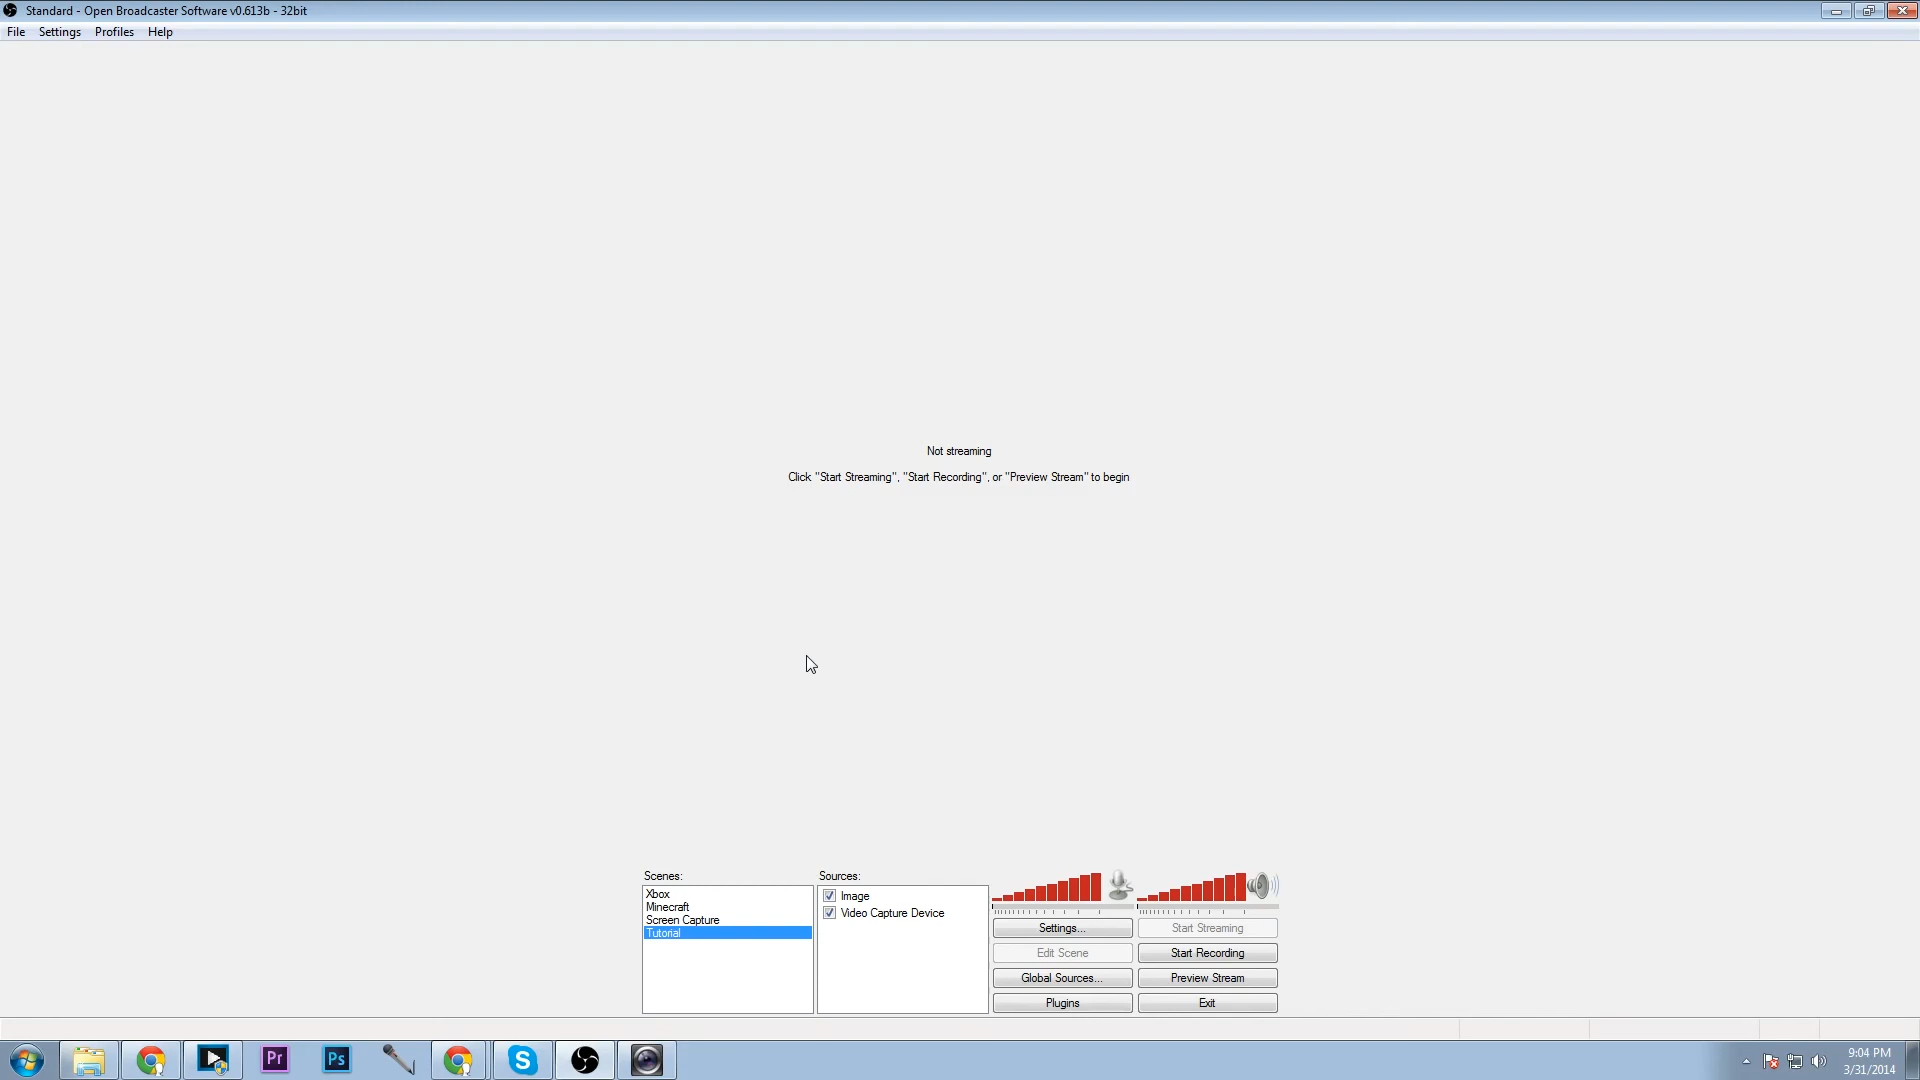 Standard - Open Broadcaster Software v0.613b - 32bit
File Settings Profiles Help
Not streaming
Click "Start Streaming", "Start Recording", or "Preview Stream" to begin
Scenes:
Xbox
Minecraft
Screen Capture
Tutorial
Sources:
Image
Video Capture Device
Settings...
Start Streaming
Edit Scene
Start Recording
Global Sources...
Preview Stream
Plugins
Exit
Pr
Ps
S
9:04 PM
3/31/2014